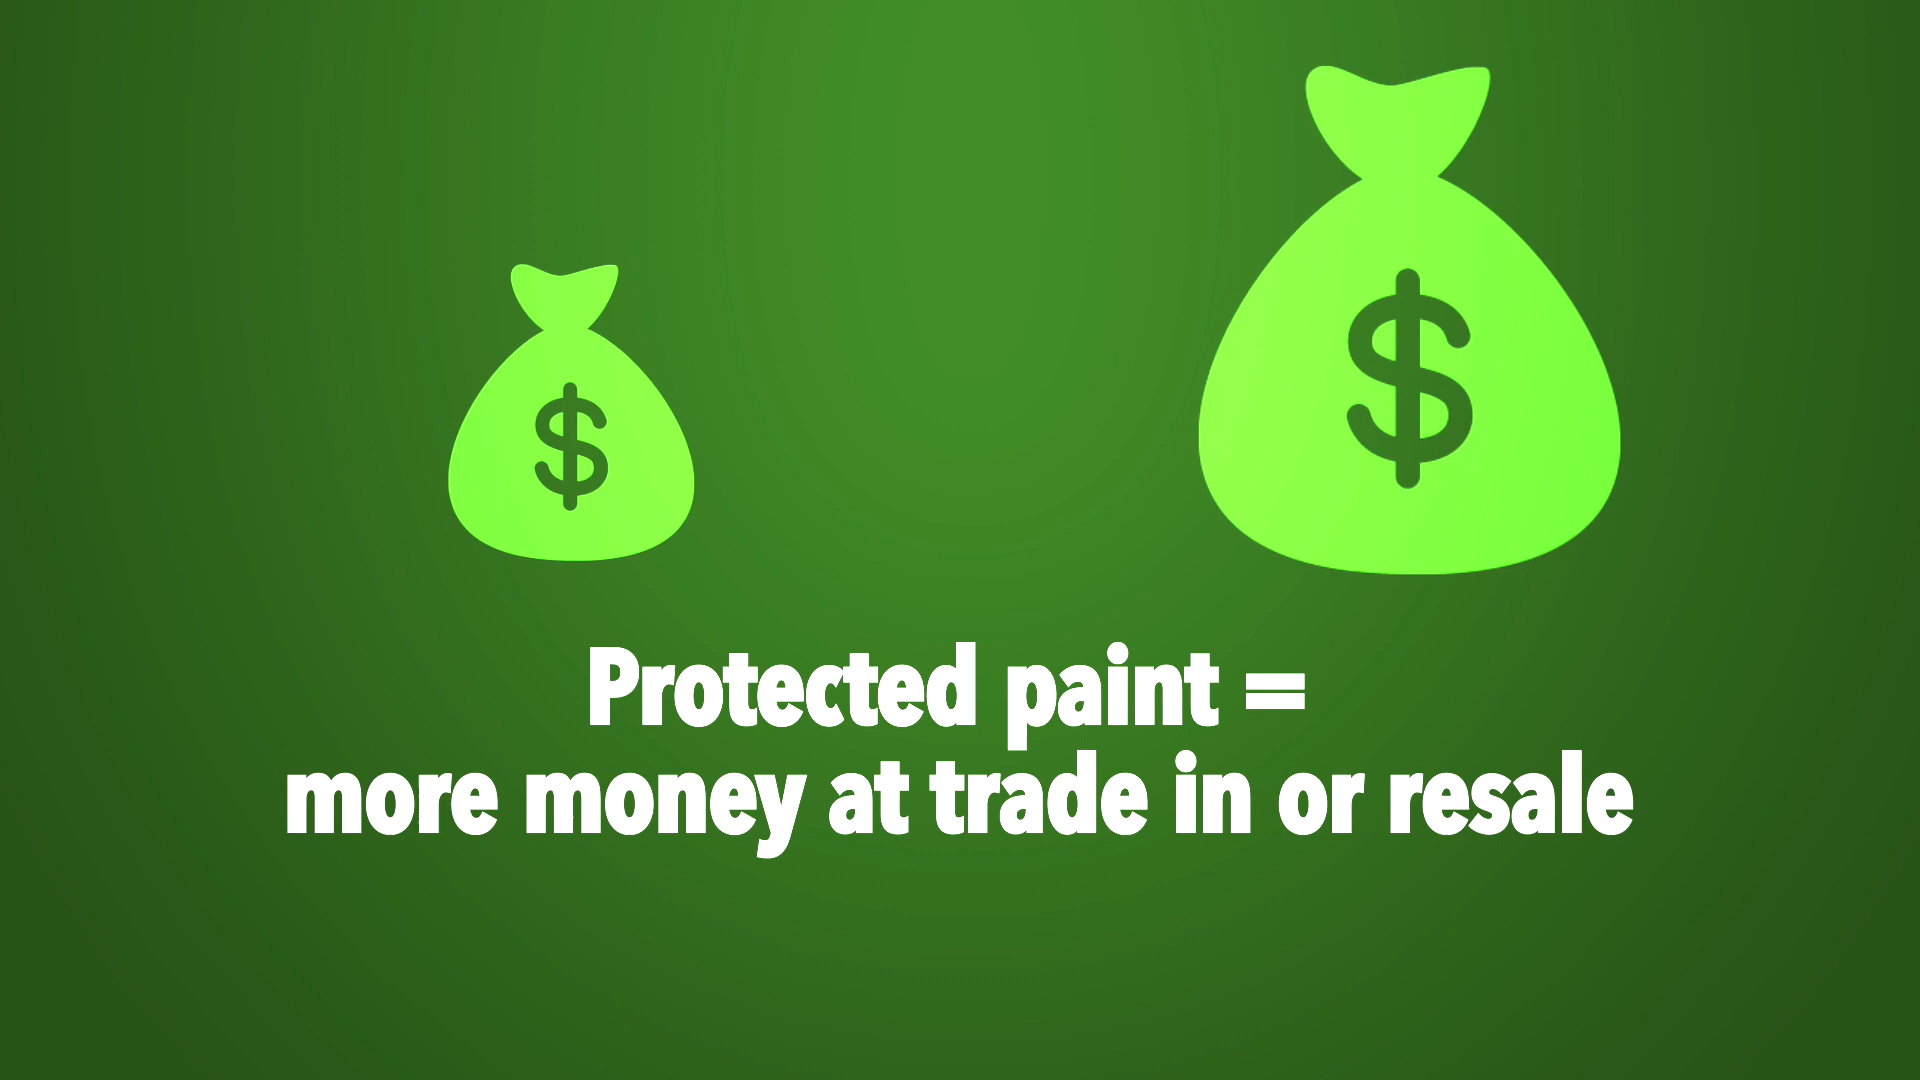 $
$
Protected paint =
more money at trade in or resale